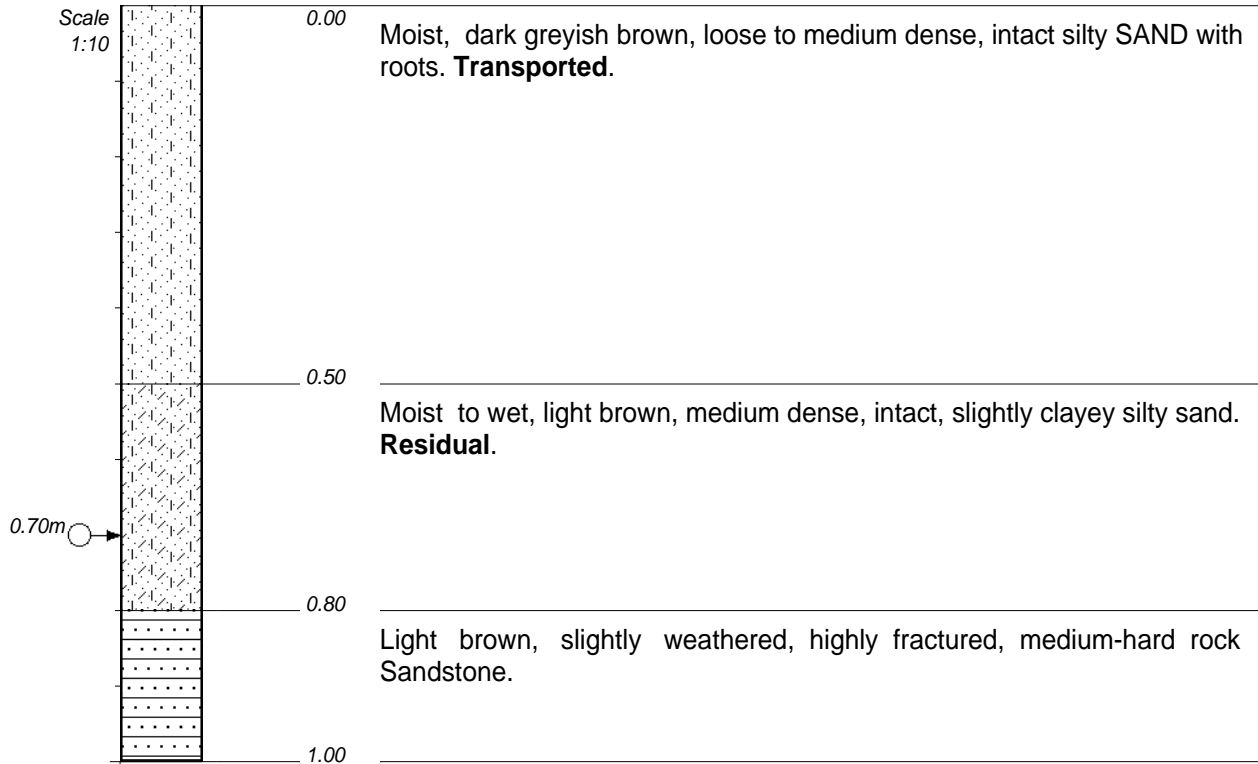 Scale
1:10
0.00
Moist, dark greyish brown, loose to medium dense, intact silty SAND with
roots. Transported.
0.50
Moist to wet, light brown, medium dense, intact, slightly clayey silty sand.
Residual.
0.70m
0.80
Light brown, slightly weathered, highly fractured, medium-hard rock
Sandstone.
1.00